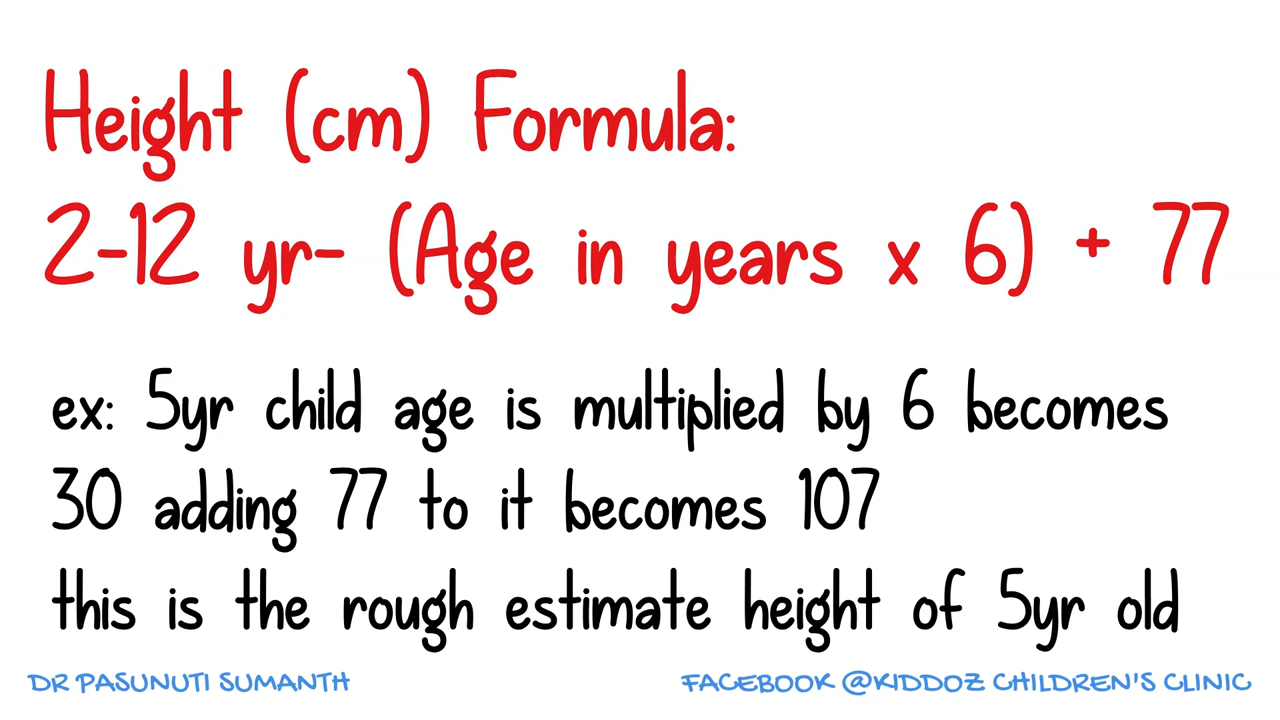 Height (cm) Formula:
2-12 yr- (Age in years x 6) + 77
ex: 5yr child age is multiplied by 6 becomes
30 adding 77 to it becomes 107
this is the rough estimate height of 5yr old
DR PASUNUTI SUMANTH
FACEBOOK @KIDDOZ CHILDREN'S CLINIC